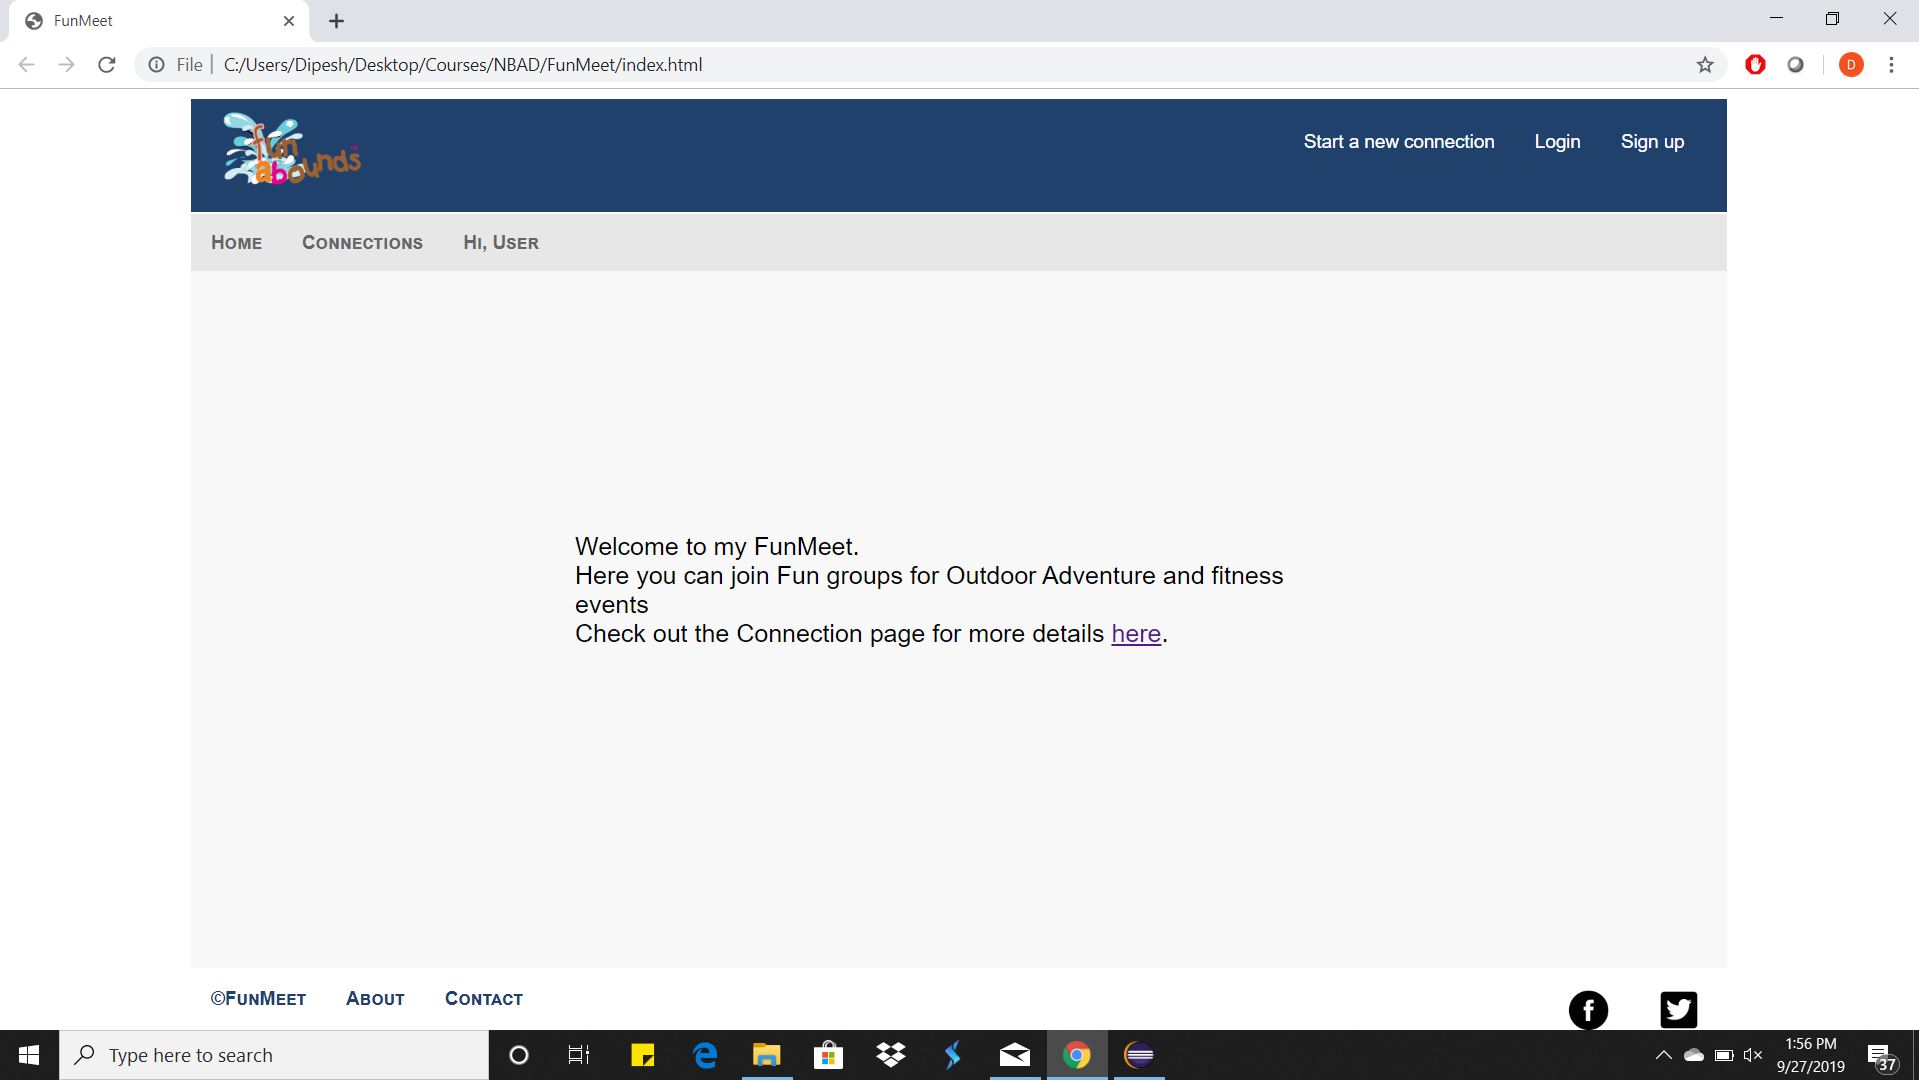 FunMeet
File
C:/Users/Dipesh/Desktop/Courses/NBAD/FunMeet/index.html
D
fun
abounds
Start a new connection Login Sign up
Home Connections Hi, User
Welcome to my FunMeet.
Here you can join Fun groups for Outdoor Adventure and fitness
events
Check out the Connection page for more details here.
©FunMeet About Contact
Type here to search
1:56 PM
9/27/2019
37